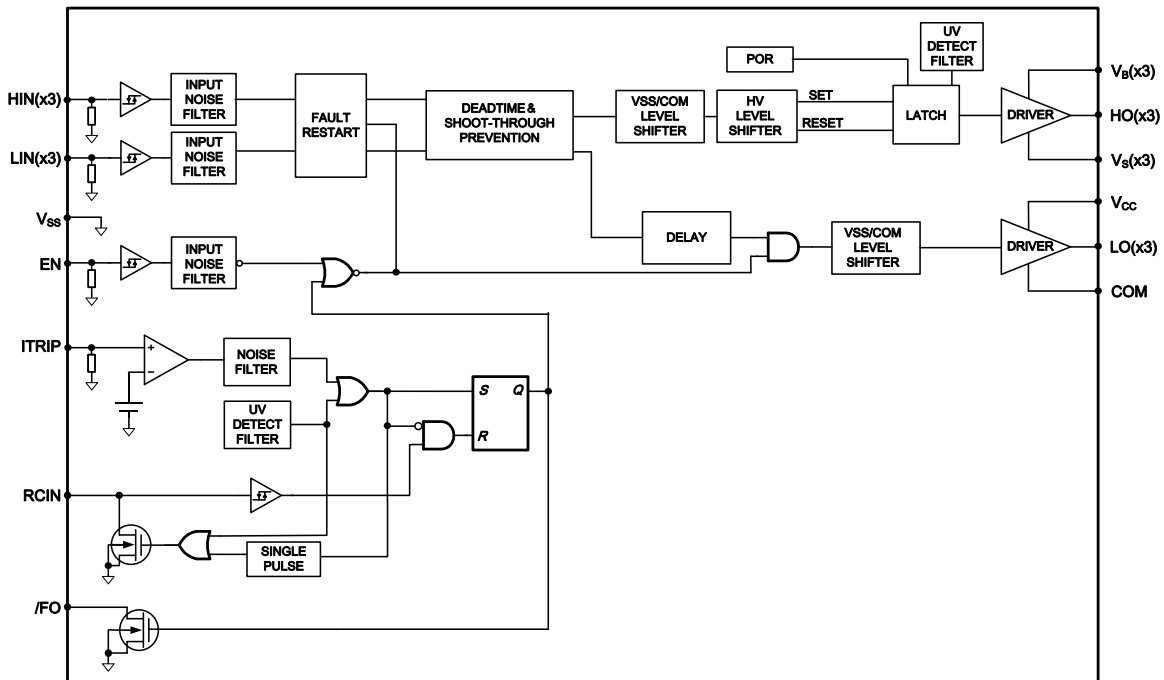 UV
DETECT
FILTER
POR
VB(x3)
HIN(x3)
INPUT
NOISE
FILTER
FAULT
RESTART
DEADTIME &
SHOOT-THROUGH
PREVENTION
VSS/COM
LEVEL
SHIFTER
HV
LEVEL
SHIFTER
SET
RESET
LATCH
DRIVER
HO(x3)
LIN(x3)
INPUT
NOISE
FILTER
VS(x3)
VSS
VCC
EN
INPUT
NOISE
FILTER
DELAY
VSS/COM
LEVEL
SHIFTER
DRIVER
LO(x3)
COM
ITRIP
+
−
NOISE
FILTER
UV
DETECT
FILTER
S Q
R
RCIN
SINGLE
PULSE
/FO